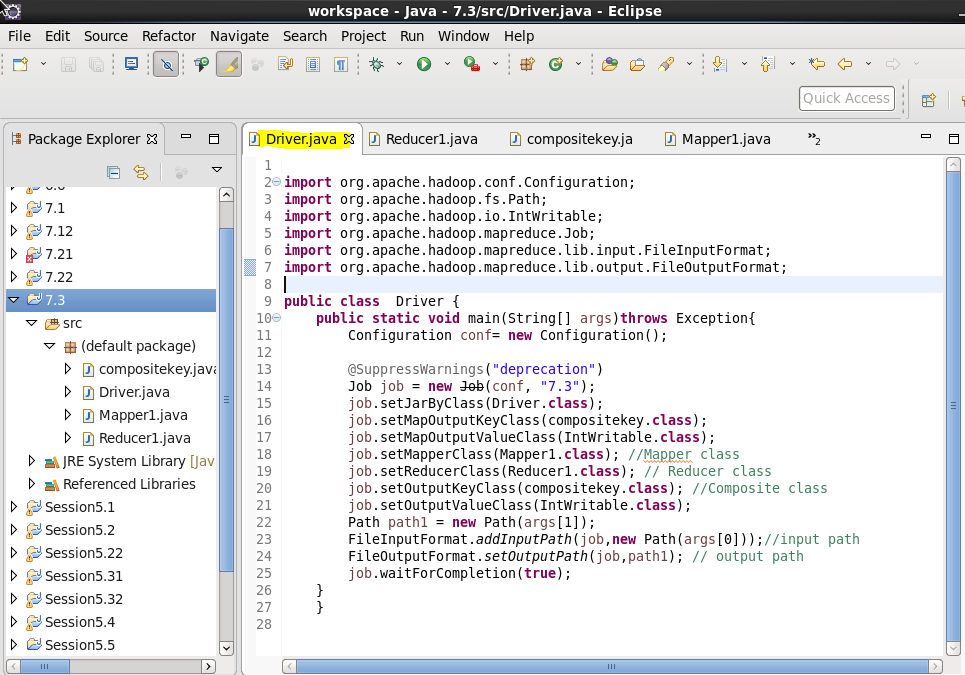 workspace - Java - 7.3/src/Driver.java - Eclipse
File Edit Source Refactor Navigate Search Project Run Window Help
Quick Access
Package Explorer
Driver.java Reducer1.java compositekey.ja Mapper1.java »2
7.1
7.12
7.21
7.22
7.3
src
(default package)
compositekey.java
Driver.java
Mapper1.java
Reducer1.java
JRE System Library [Jav
Referenced Libraries
Session5.1
Session5.2
Session5.22
Session5.31
Session5.32
Session5.4
Session5.5
1
2 import org.apache.hadoop.conf.Configuration;
3 import org.apache.hadoop.fs.Path;
4 import org.apache.hadoop.io.IntWritable;
5 import org.apache.hadoop.mapreduce.Job;
6 import org.apache.hadoop.mapreduce.lib.input.FileInputFormat;
7 import org.apache.hadoop.mapreduce.lib.output.FileOutputFormat;
8
9 public class  Driver {
10     public static void main(String[] args)throws Exception{
11         Configuration conf= new Configuration();
12
13         @SuppressWarnings("deprecation")
14         Job job = new Job(conf, "7.3");
15         job.setJarByClass(Driver.class);
16         job.setMapOutputKeyClass(compositekey.class);
17         job.setMapOutputValueClass(IntWritable.class);
18         job.setMapperClass(Mapper1.class); //Mapper class
19         job.setReducerClass(Reducer1.class); // Reducer class
20         job.setOutputKeyClass(compositekey.class); //Composite class
21         job.setOutputValueClass(IntWritable.class);
22         Path path1 = new Path(args[1]);
23         FileInputFormat.addInputPath(job,new Path(args[0]));//input path
24         FileOutputFormat.setOutputPath(job,path1); // output path
25         job.waitForCompletion(true);
26     }
27     }
28